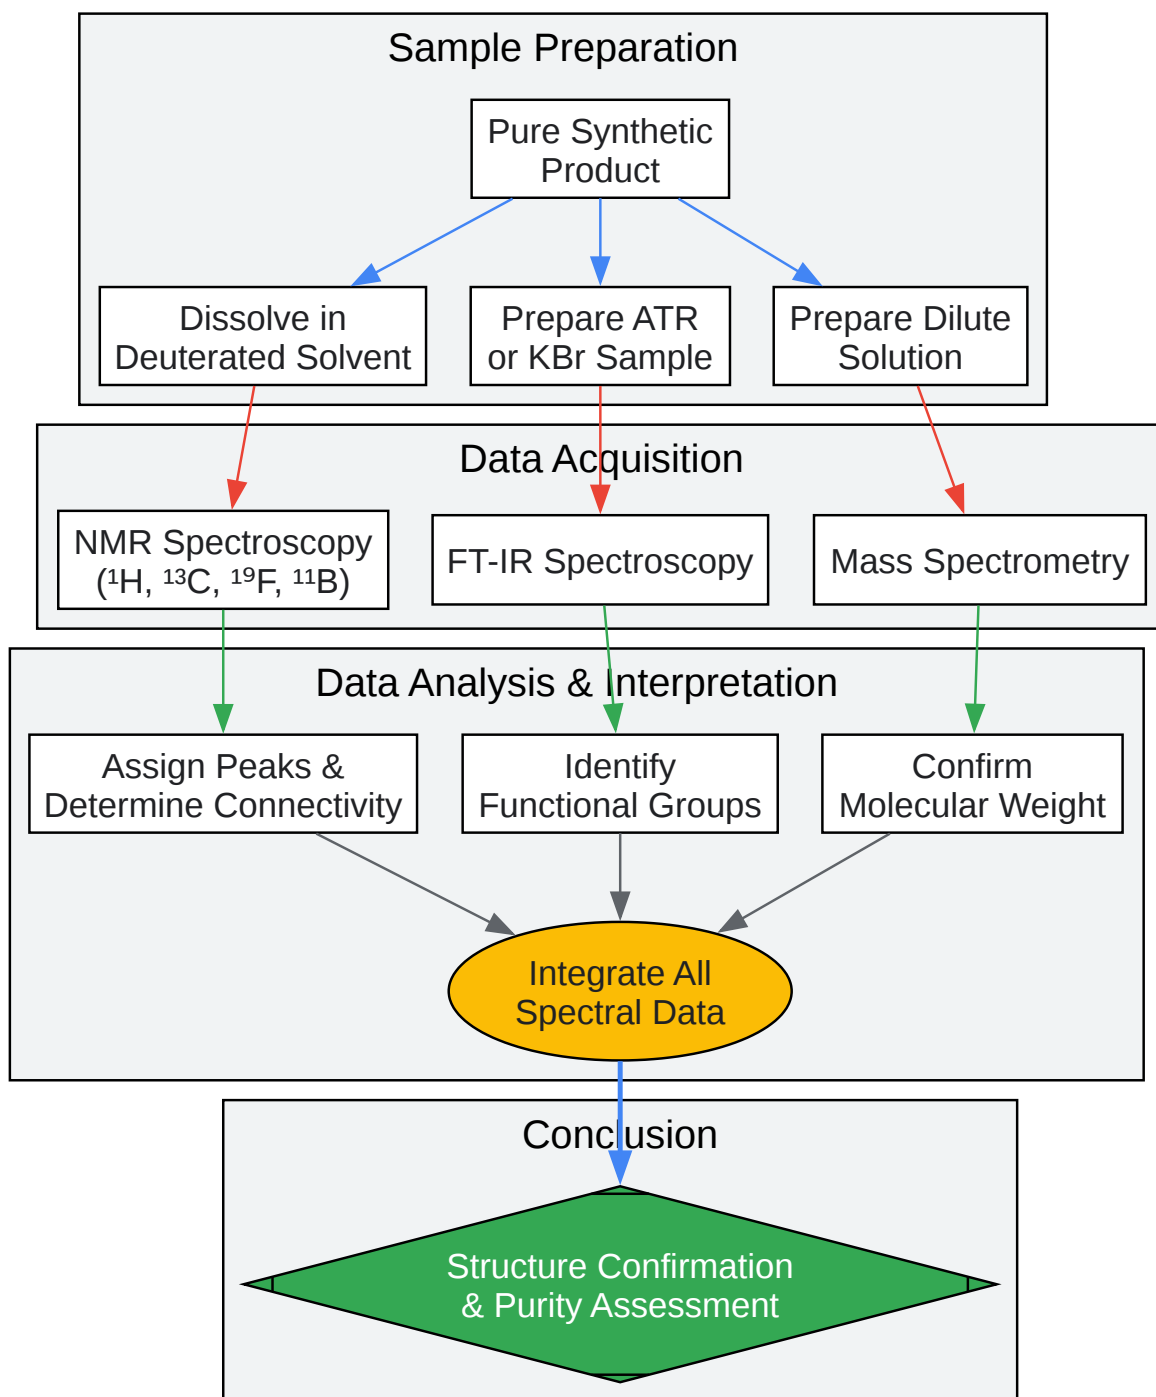 Sample Preparation
Pure Synthetic
Product
Dissolve in
Deuterated Solvent
Prepare ATR
or KBr Sample
Prepare Dilute
Solution
Data Acquisition
NMR Spectroscopy
(¹H, ¹³C, ¹⁹F, ¹¹B)
FT-IR Spectroscopy
Mass Spectrometry
Data Analysis & Interpretation
Assign Peaks &
Determine Connectivity
Identify
Functional Groups
Confirm
Molecular Weight
Integrate All
Spectral Data
Conclusion
Structure Confirmation
& Purity Assessment